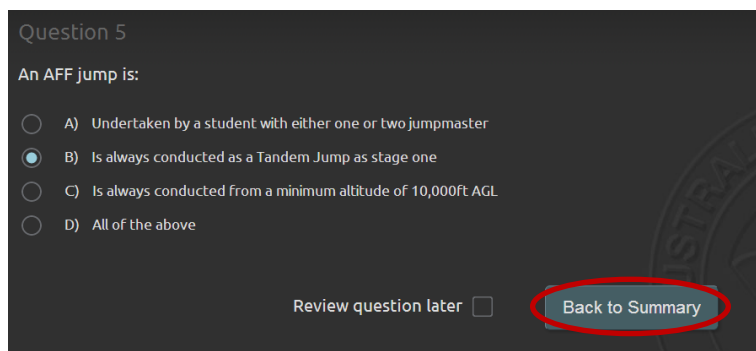 Question 5
An AFF jump is:
A) Undertaken by a student with either one or two jumpmaster
B) Is always conducted as a Tandem Jump as stage one
C) Is always conducted from a minimum altitude of 10,000ft AGL
D) All of the above
Review question later
Back to Summary